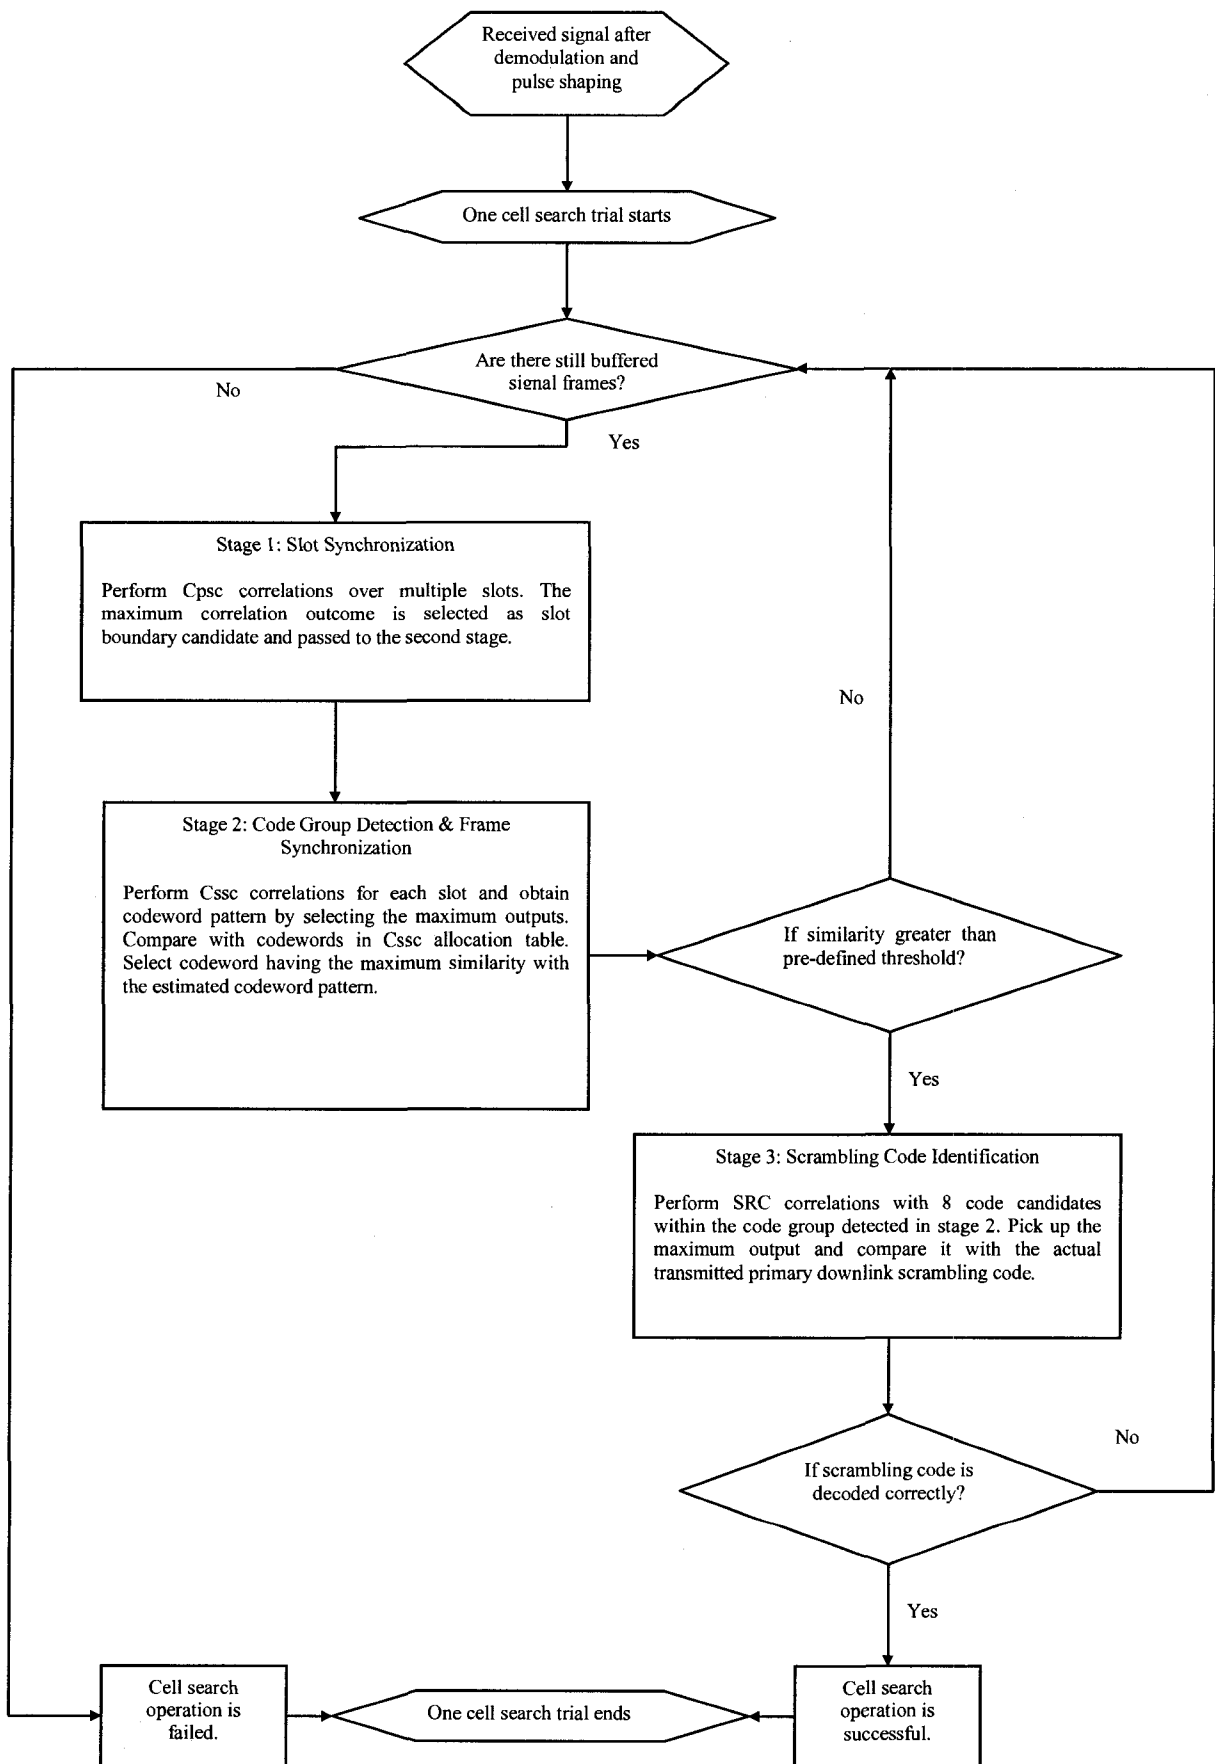 Received signal after
demodulation and
pulse shaping
One cell search trial starts
Are there still buffered
signal frames?
No
Yes
Stage 1: Slot Synchronization
Perform Cpsc correlations over multiple slots. The
maximum correlation outcome is selected as slot
boundary candidate and passed to the second stage.
No
Stage 2: Code Group Detection & Frame
Synchronization
Perform Cssc correlations for each slot and obtain
codeword pattern by selecting the maximum outputs.
Compare with codewords in Cssc allocation table.
Select codeword having the maximum similarity with
the estimated codeword pattern.
If similarity greater than
pre-defined threshold?
Yes
Stage 3: Scrambling Code Identification
Perform SRC correlations with 8 code candidates
within the code group detected in stage 2. Pick up the
maximum output and compare it with the actual
transmitted primary downlink scrambling code.
If scrambling code is
decoded correctly?
No
Yes
Cell search
operation is
failed.
One cell search trial ends
Cell search
operation is
successful.